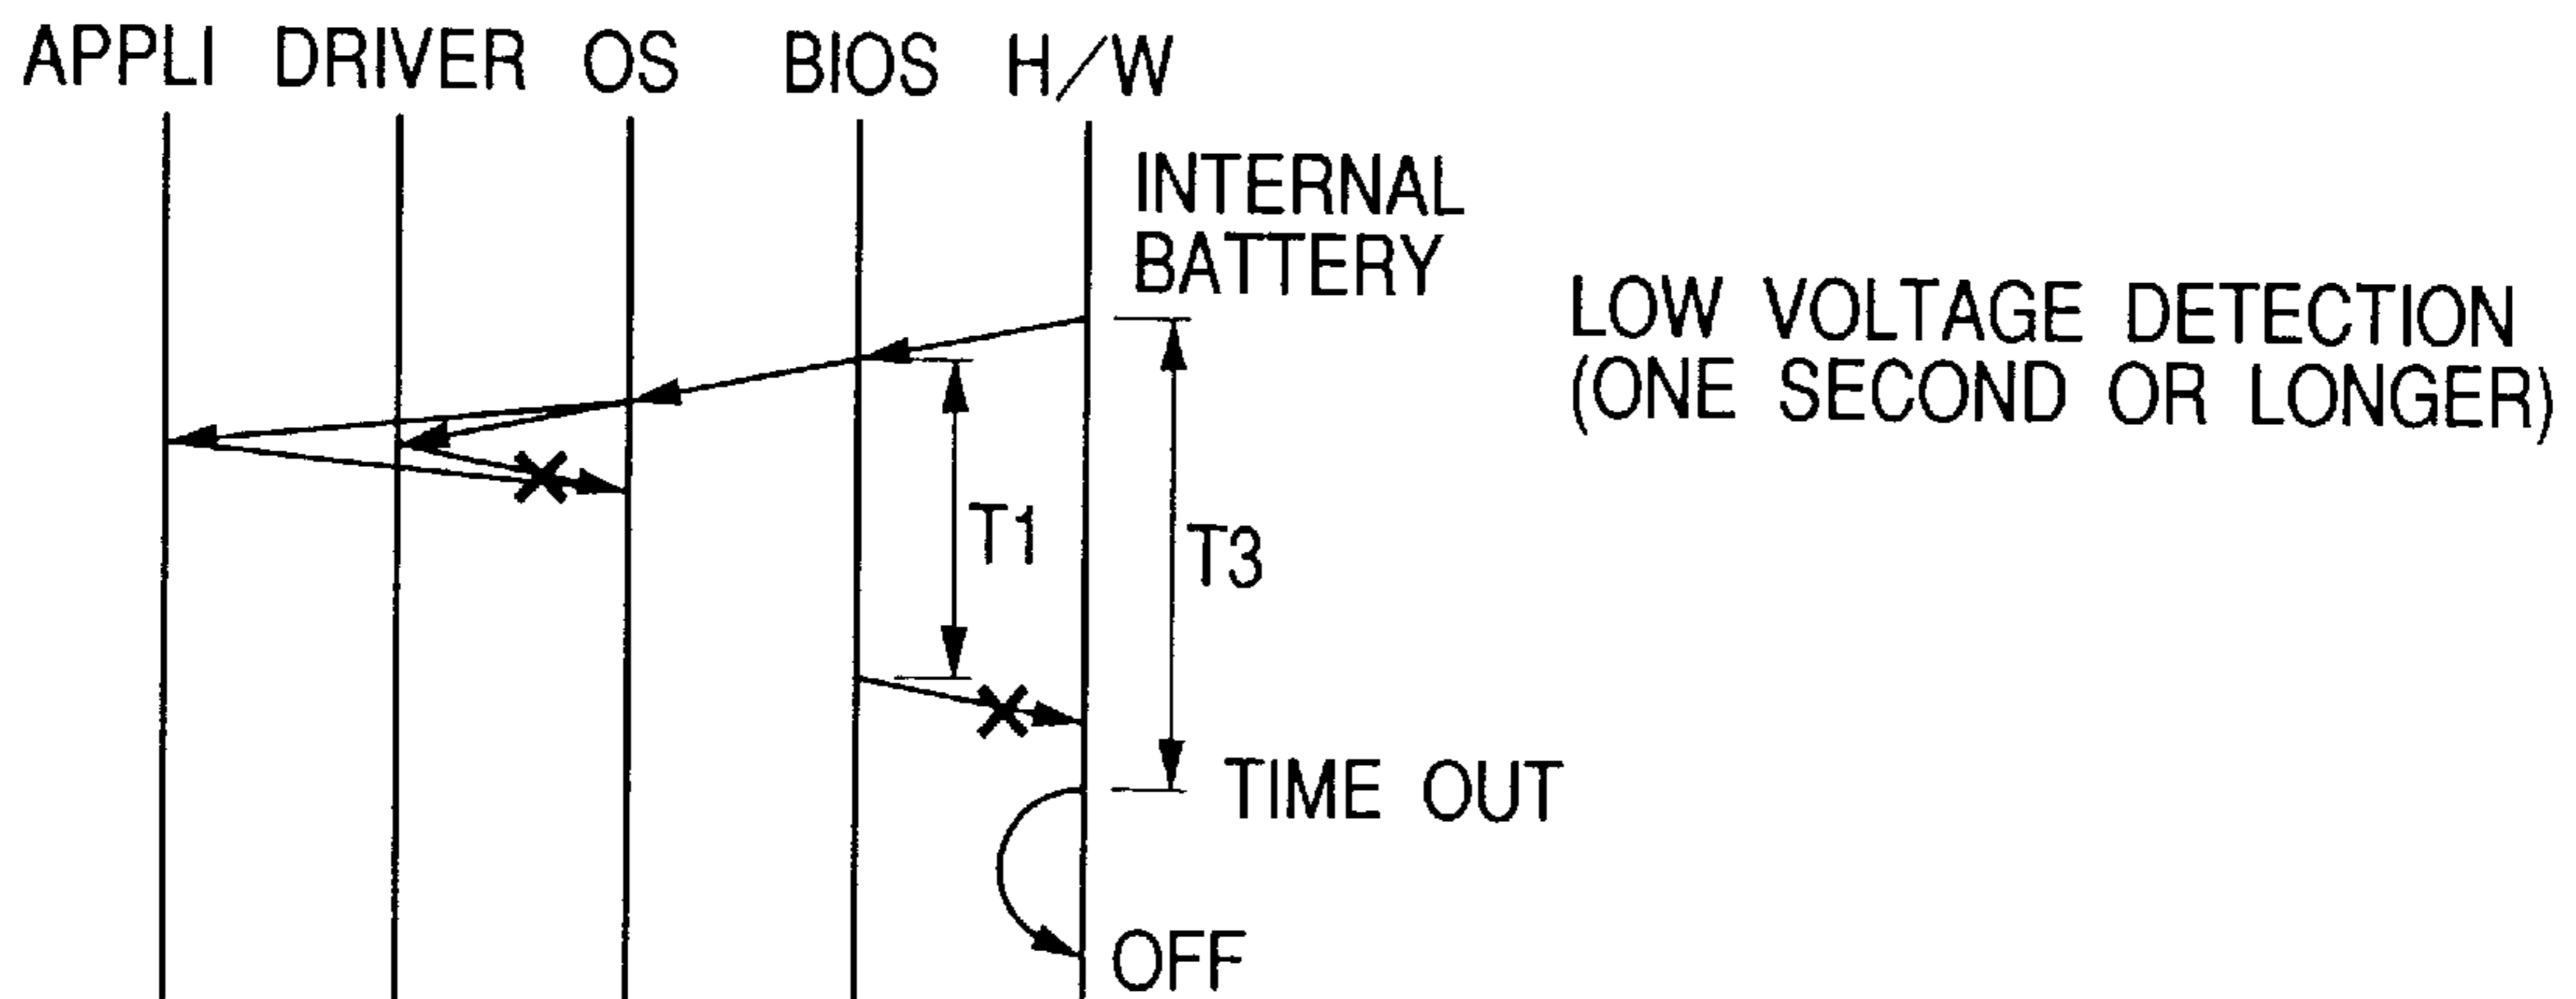 APPLI DRIVER OS BIOS H/W
INTERNAL
BATTERY
LOW VOLTAGE DETECTION
(ONE SECOND OR LONGER)
T1
T3
TIME OUT
OFF